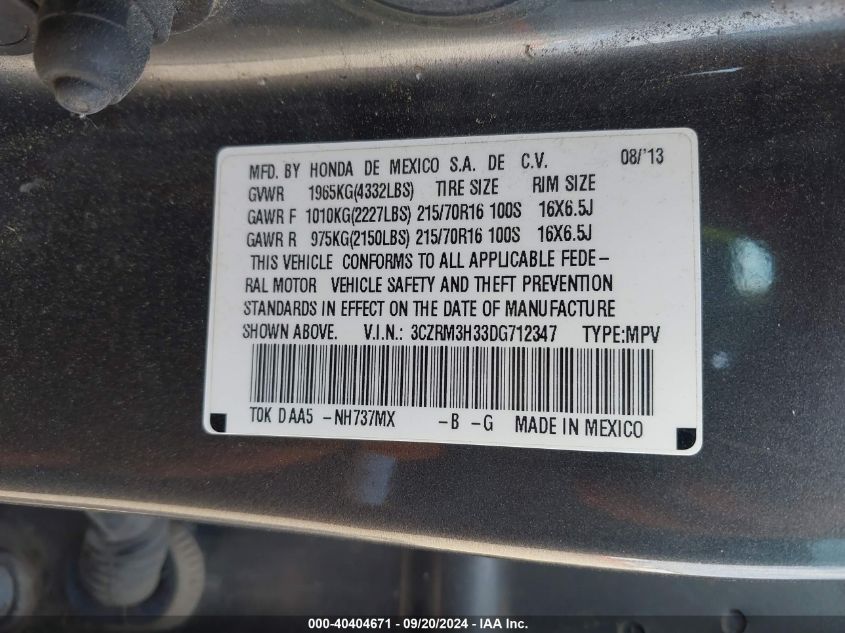 MFD. BY HONDA DE MEXICO S.A. DE C.V. 08/'13
GVWR 1965KG(4332LBS) TIRE SIZE RIM SIZE
GAWR F 1010KG(2227LBS) 215/70R16 100S 16X6.5J
GAWR R 975KG(2150LBS) 215/70R16 100S 16X6.5J
THIS VEHICLE CONFORMS TO ALL APPLICABLE FEDE-
RAL MOTOR VEHICLE SAFETY AND THEFT PREVENTION
STANDARDS IN EFFECT ON THE DATE OF MANUFACTURE
SHOWN ABOVE. V.I.N.: 3CZRM3H33DG712347 TYPE:MPV
T0K D AA5 -NH737MX -B -G MADE IN MEXICO
000-40404671 - 09/20/2024 - IAA Inc.